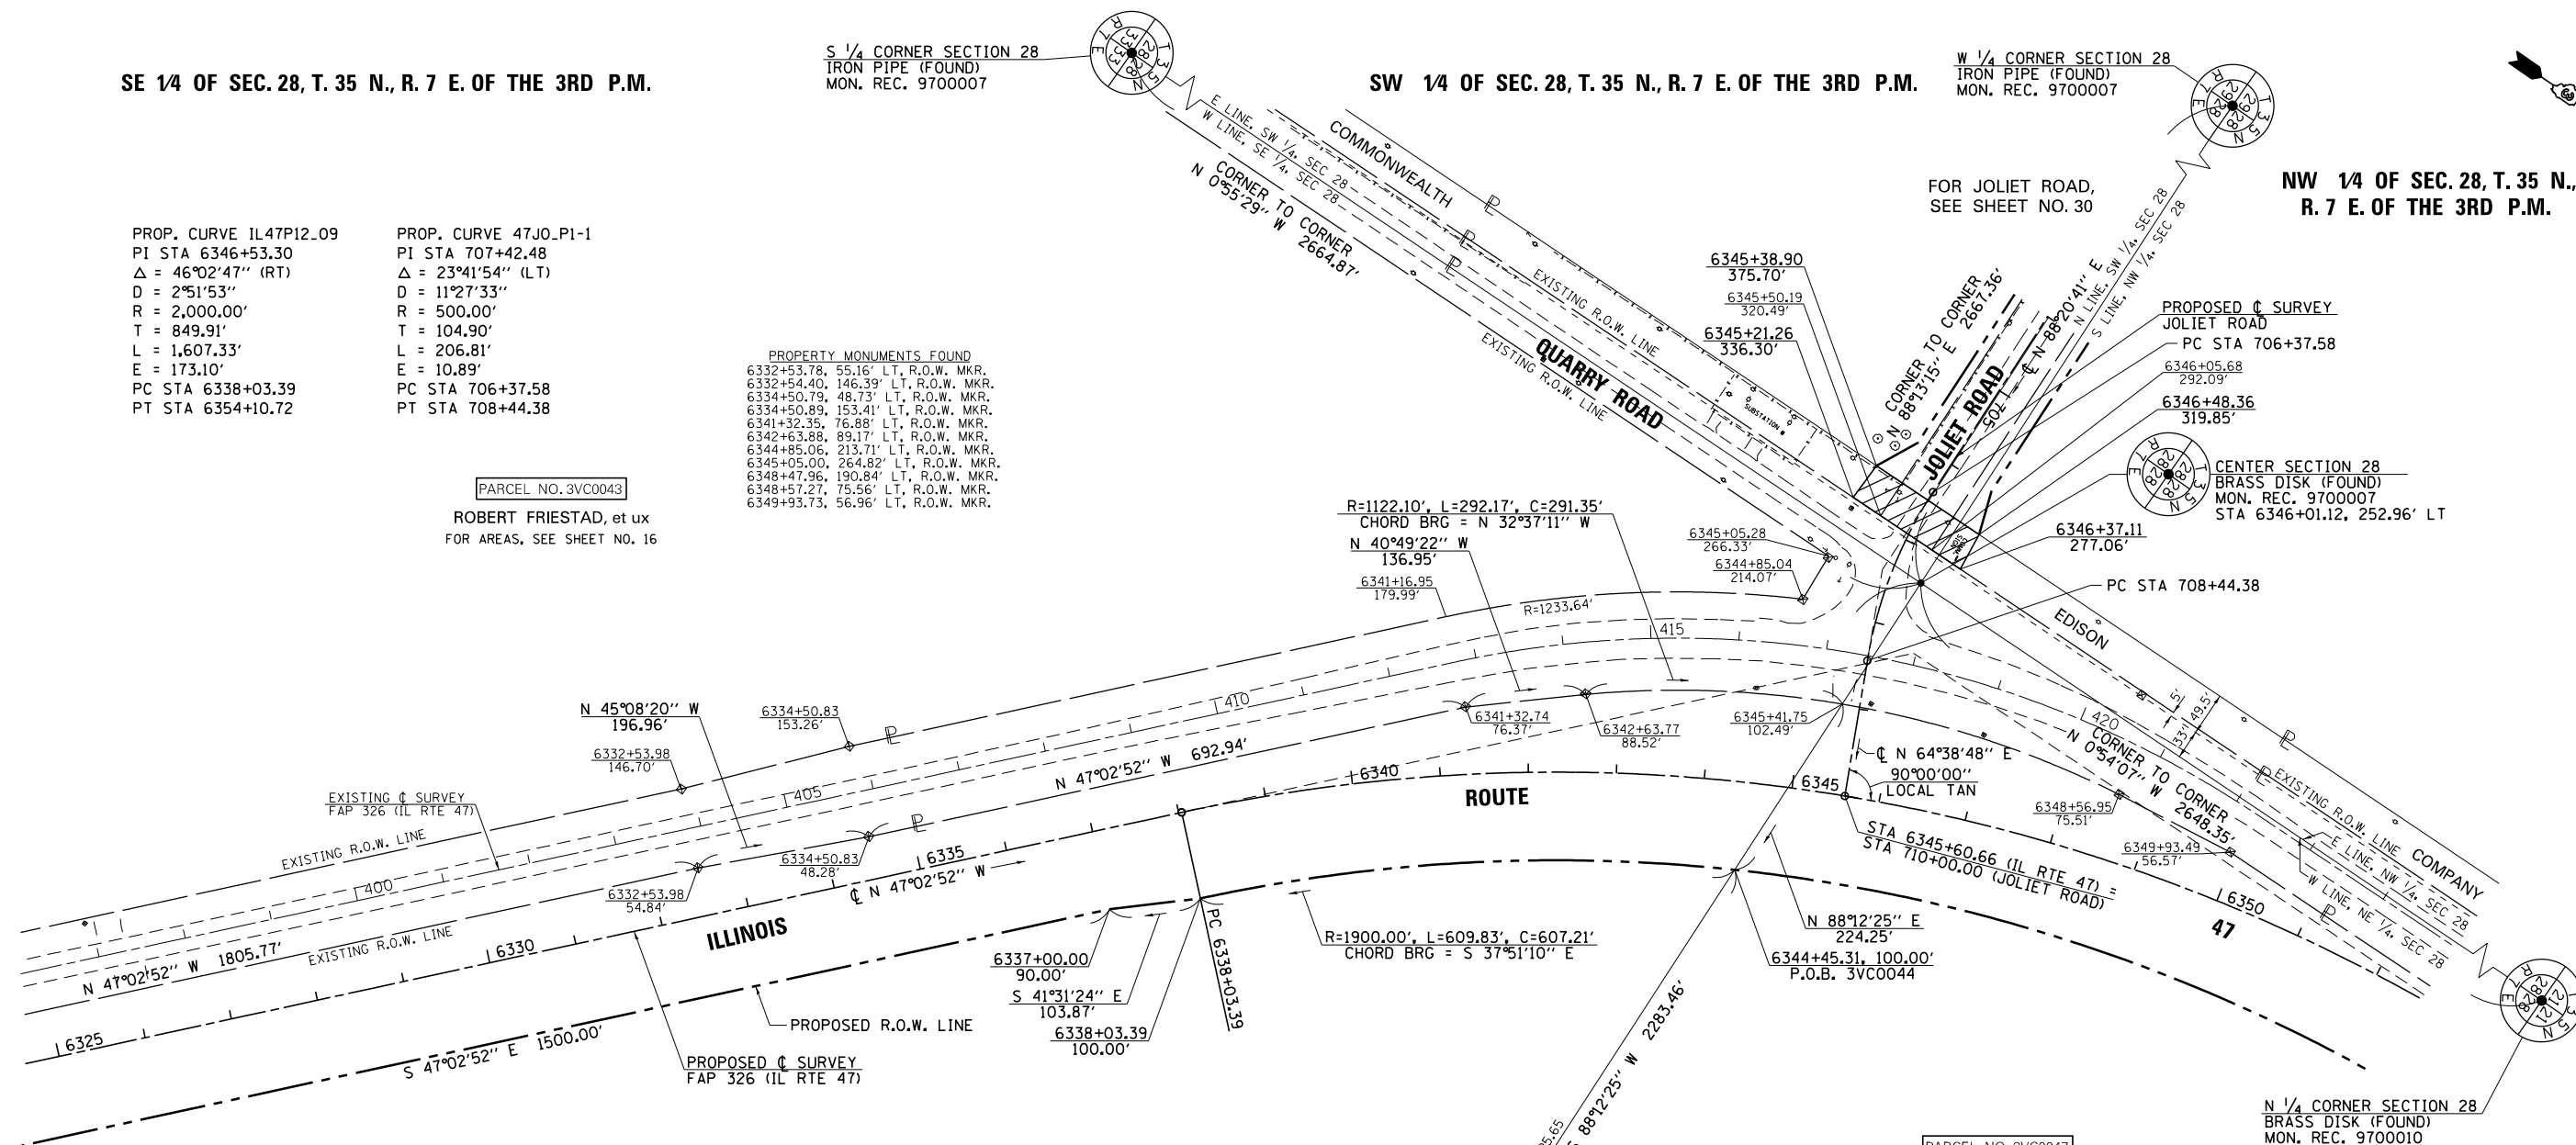 SE 1/4 OF SEC. 28, T. 35 N., R. 7 E. OF THE 3RD P.M.
S 1/4 CORNER SECTION 28
IRON PIPE (FOUND)
MON. REC. 9700007
SW 1/4 OF SEC. 28, T. 35 N., R. 7 E. OF THE 3RD P.M.
W 1/4 CORNER SECTION 28
IRON PIPE (FOUND)
MON. REC. 9700007
NW 1/4 OF SEC. 28, T. 35 N.,
R. 7 E. OF THE 3RD P.M.
FOR JOLIET ROAD,
SEE SHEET NO. 30
PROP. CURVE IL47P12_09
PI STA 6346+53.30
Δ = 46°02'47'' (RT)
D = 2°51'53''
R = 2,000.00'
T = 849.91'
L = 1,607.33'
E = 173.10'
PC STA 6338+03.39
PT STA 6354+10.72
PROP. CURVE 47JO_P1-1
PI STA 707+42.48
Δ = 23°41'54'' (LT)
D = 11°27'33''
R = 500.00'
T = 104.90'
L = 206.81'
E = 10.89'
PC STA 706+37.58
PT STA 708+44.38
PROPERTY MONUMENTS FOUND
6332+53.78, 55.16' LT, R.O.W. MKR.
6332+54.40, 146.39' LT, R.O.W. MKR.
6334+50.79, 48.73' LT, R.O.W. MKR.
6334+50.89, 153.41' LT, R.O.W. MKR.
6341+32.35, 76.88' LT, R.O.W. MKR.
6342+63.88, 89.17' LT, R.O.W. MKR.
6344+85.06, 213.71' LT, R.O.W. MKR.
6345+05.00, 264.82' LT, R.O.W. MKR.
6348+47.96, 190.84' LT, R.O.W. MKR.
6348+57.27, 75.56' LT, R.O.W. MKR.
6349+93.73, 56.96' LT, R.O.W. MKR.
PARCEL NO. 3VC0043
ROBERT FRIESTAD, et ux
FOR AREAS, SEE SHEET NO. 16
E LINE, SW 1/4, SEC 28
W LINE, SE 1/4, SEC 28
COMMONWEALTH
CORNER TO CORNER
N 0°55'29'' W 2664.87'
EXISTING R.O.W. LINE
QUARRY ROAD
EXISTING R.O.W. LINE
SUBSTATION
6345+38.90
375.70'
6345+50.19
320.49'
6345+21.26
336.30'
CORNER TO CORNER
N 88°13'15'' E 2667.36'
JOLIET ROAD
705
℄ N 88°20'41'' E
N LINE, SW 1/4, SEC 28
S LINE, NW 1/4, SEC 28
PROPOSED ℄ SURVEY
JOLIET ROAD
PC STA 706+37.58
6346+05.68
292.09'
6346+48.36
319.85'
CENTER SECTION 28
BRASS DISK (FOUND)
MON. REC. 9700007
STA 6346+01.12, 252.96' LT
6346+37.11
277.06'
PC STA 708+44.38
R=1122.10', L=292.17', C=291.35'
CHORD BRG = N 32°37'11'' W
N 40°49'22'' W
136.95'
6341+16.95
179.99'
6345+05.28
266.33'
6344+85.04
214.07'
R=1233.64'
415
EDISON
5'
49.5'
33'
420
CORNER TO CORNER
N 0°54'07'' W 2648.35'
EXISTING R.O.W. LINE
COMPANY
E LINE, NW 1/4, SEC 28
W LINE, NE 1/4, SEC 28
N 45°08'20'' W
196.96'
6334+50.83
153.26'
6332+53.98
146.70'
410
N 47°02'52'' W 692.94'
6341+32.74
76.37'
6342+63.77
88.52'
6345+41.75
102.49'
℄ N 64°38'48'' E
90°00'00''
LOCAL TAN
6348+56.95
75.51'
6349+93.49
56.57'
EXISTING ℄ SURVEY
FAP 326 (IL RTE 47)
405
EXISTING R.O.W. LINE
400
6334+50.83
48.28'
6332+53.98
54.84'
6335
6340
ROUTE
6345
STA 6345+60.66 (IL RTE 47) =
STA 710+00.00 (JOLIET ROAD)
6350
47
℄ N 47°02'52'' W
ILLINOIS
N 47°02'52'' W 1805.77'
EXISTING R.O.W. LINE
6330
6325
6337+00.00
90.00'
S 41°31'24'' E
103.87'
6338+03.39
100.00'
PC 6338+03.39
R=1900.00', L=609.83', C=607.21'
CHORD BRG = S 37°51'10'' E
N 88°12'25'' E
224.25'
6344+45.31, 100.00'
P.O.B. 3VC0044
PROPOSED R.O.W. LINE
S 47°02'52'' E 1500.00'
PROPOSED ℄ SURVEY
FAP 326 (IL RTE 47)
S 88°12'25'' W 2283.46'
N 1/4 CORNER SECTION 28
BRASS DISK (FOUND)
MON. REC. 9700010